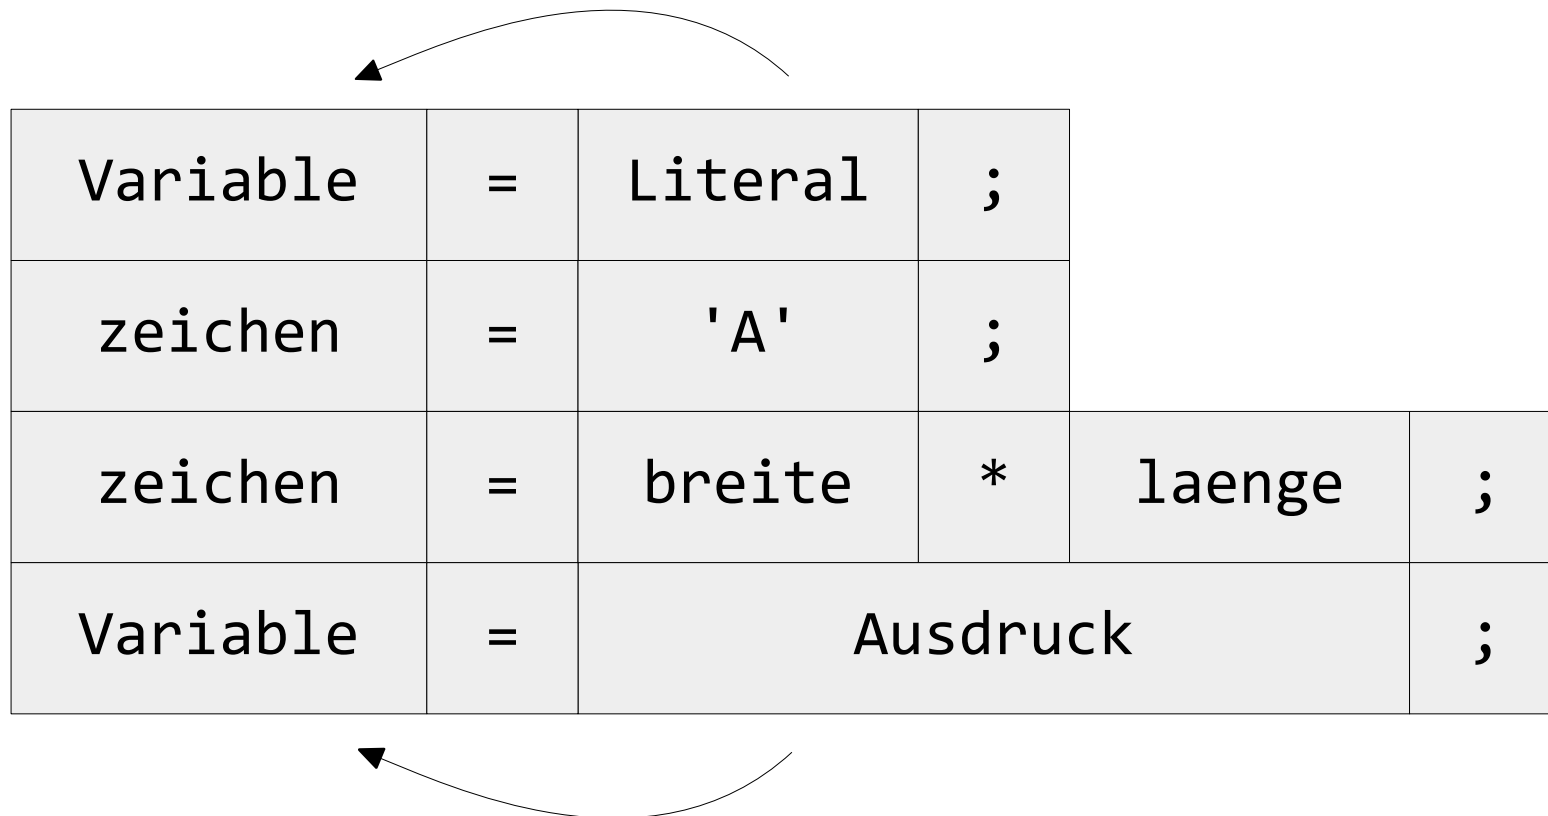 Variable = Literal ;
zeichen = 'A' ;
zeichen = breite * laenge ;
Variable = Ausdruck ;